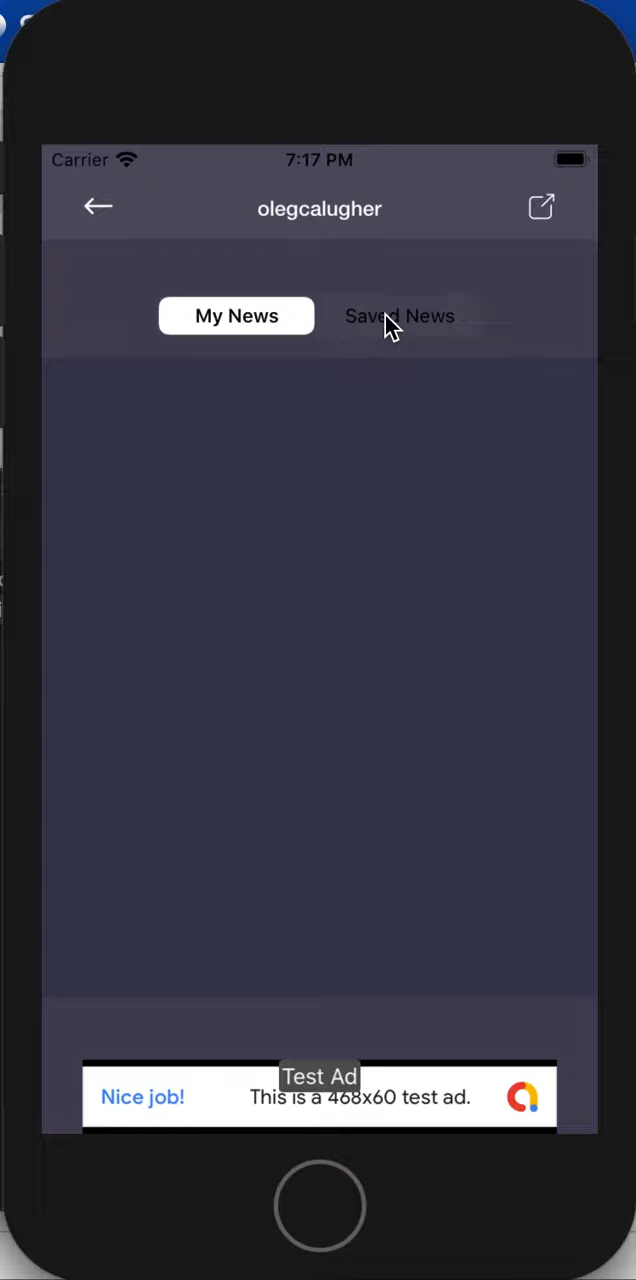 Carrier 7:17 PM
olegcalugher
My News Saved News
Test Ad
Nice job! This is a 468x60 test ad.